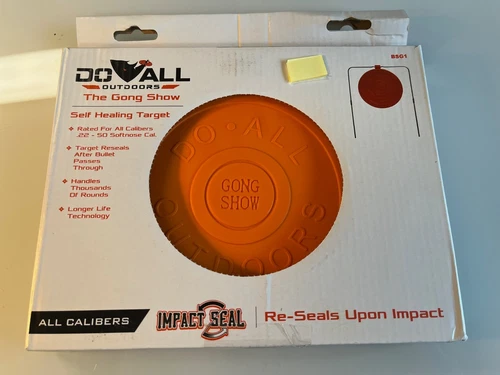 DO ALL
OUTDOORS
The Gong Show
Self Healing Target
Rated For All Calibers
.22 - 50 Softnose Cal.
Target Reseals
After Bullet
Passes
Through
Handles
Thousands
Of Rounds
Longer Life
Technology
8501
DO · ALL
GONG
SHOW
OUTDOORS
ALL CALIBERS
IMPACT SEAL
Re-Seals Upon Impact